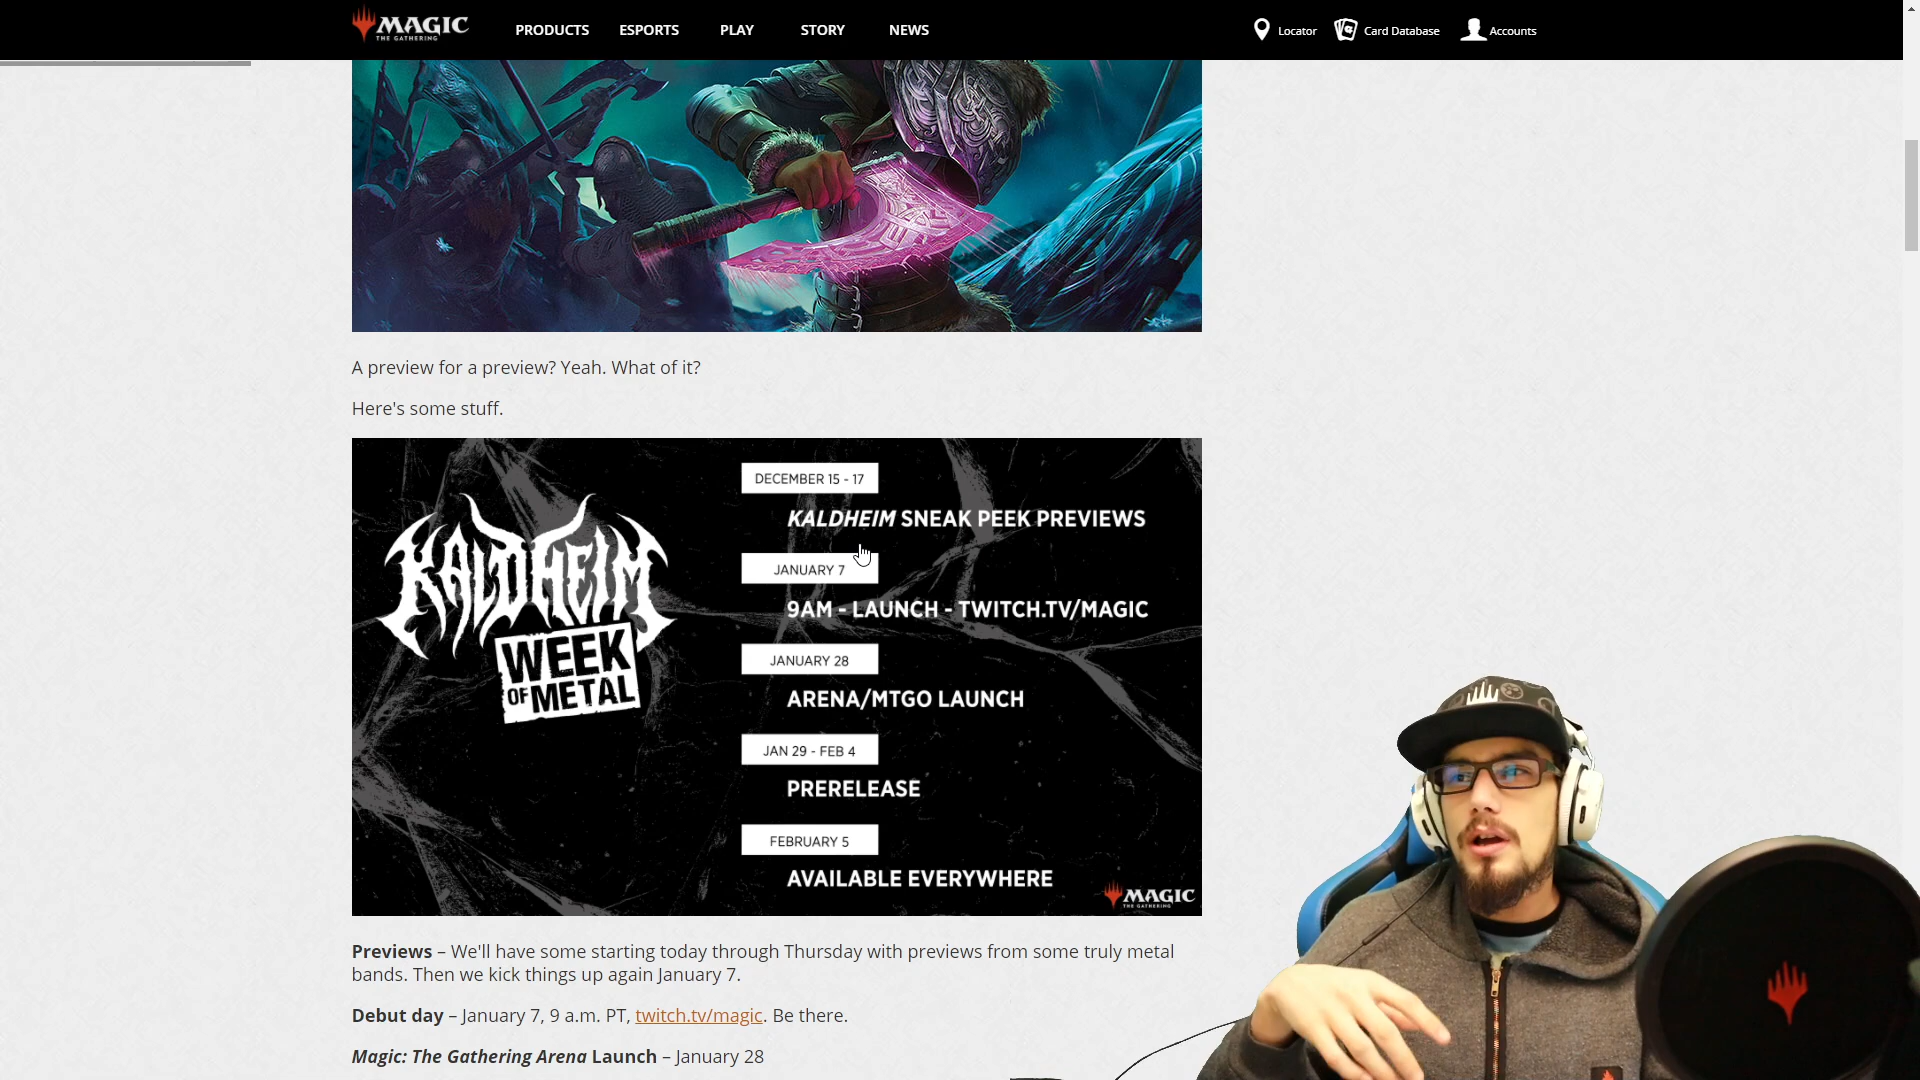 MAGIC
THE GATHERING
PRODUCTS
ESPORTS
PLAY
STORY
NEWS
Locator
Card Database
Accounts
A preview for a preview? Yeah. What of it?
Here's some stuff.
KALDHEIM
WEEK
OF METAL
DECEMBER 15 - 17
KALDHEIM SNEAK PEEK PREVIEWS
JANUARY 7
9AM - LAUNCH - TWITCH.TV/MAGIC
JANUARY 28
ARENA/MTGO LAUNCH
JAN 29 - FEB 4
PRERELEASE
FEBRUARY 5
AVAILABLE EVERYWHERE
MAGIC
THE GATHERING
Previews – We'll have some starting today through Thursday with previews from some truly metal
bands. Then we kick things up again January 7.
Debut day – January 7, 9 a.m. PT, twitch.tv/magic. Be there.
Magic: The Gathering Arena Launch – January 28